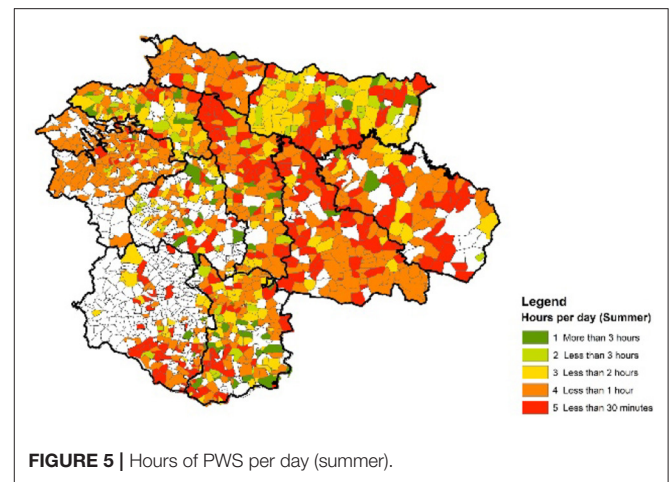 Legend
Hours per day (Summer)
1 More than 3 hours
2 Less than 3 hours
3 Less than 2 hours
4 Less than 1 hour
5 Less than 30 minutes
FIGURE 5 | Hours of PWS per day (summer).